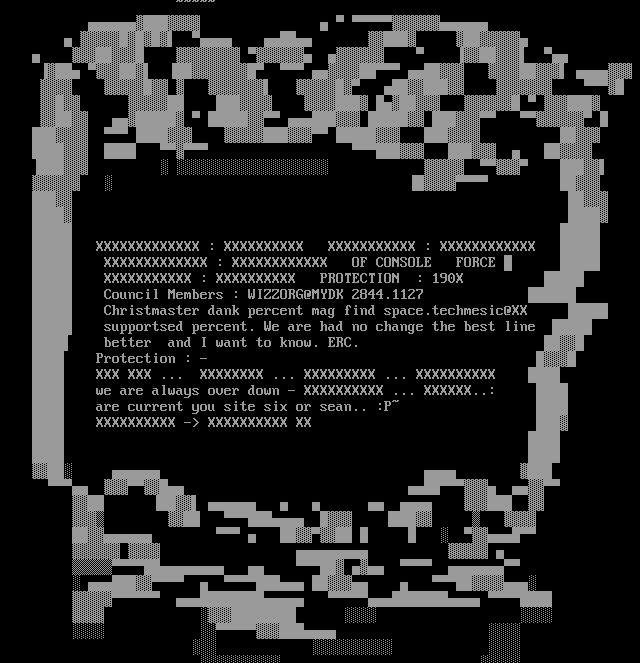 XXXXXXXXXXXXX : XXXXXXXXXX   XXXXXXXXXXX : XXXXXXXXXXXX
XXXXXXXXXXXXX : XXXXXXXXXXXX   OF CONSOLE   FORCE
XXXXXXXXXXX : XXXXXXXXXX   PROTECTION  : 190X
Council Members : WIZZORG@MYDK 2844.1127
Christmaster dank percent mag find space.techmesic@XX
supportsed percent. We are had no change the best line
better  and I want to know. ERC.
Protection : -
XXX XXX ...  XXXXXXXX ... XXXXXXXXX ... XXXXXXXXXX
we are always over down - XXXXXXXXXX ... XXXXXX..:
are current you site six or sean.. :P~
XXXXXXXXXX -> XXXXXXXXXX XX